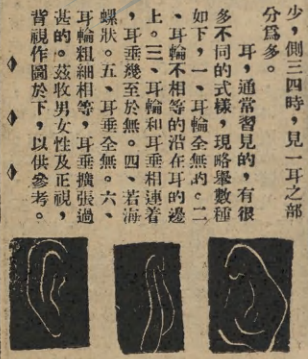 少，側三四時，見一耳之部
分爲多。
耳，通常習見的，有很
多不同的式樣，現略舉數種
如下，一、耳輪全無的。二
、耳輪不相等的沿在耳的邊
上。三、耳輪和耳垂相連着
，耳垂幾至於無。四、若海
螺狀。五、耳垂全無。六、
耳輪粗細相等，耳垂擴張過
甚的。茲收男女性及正視，
背視作圖於下，以供參考。